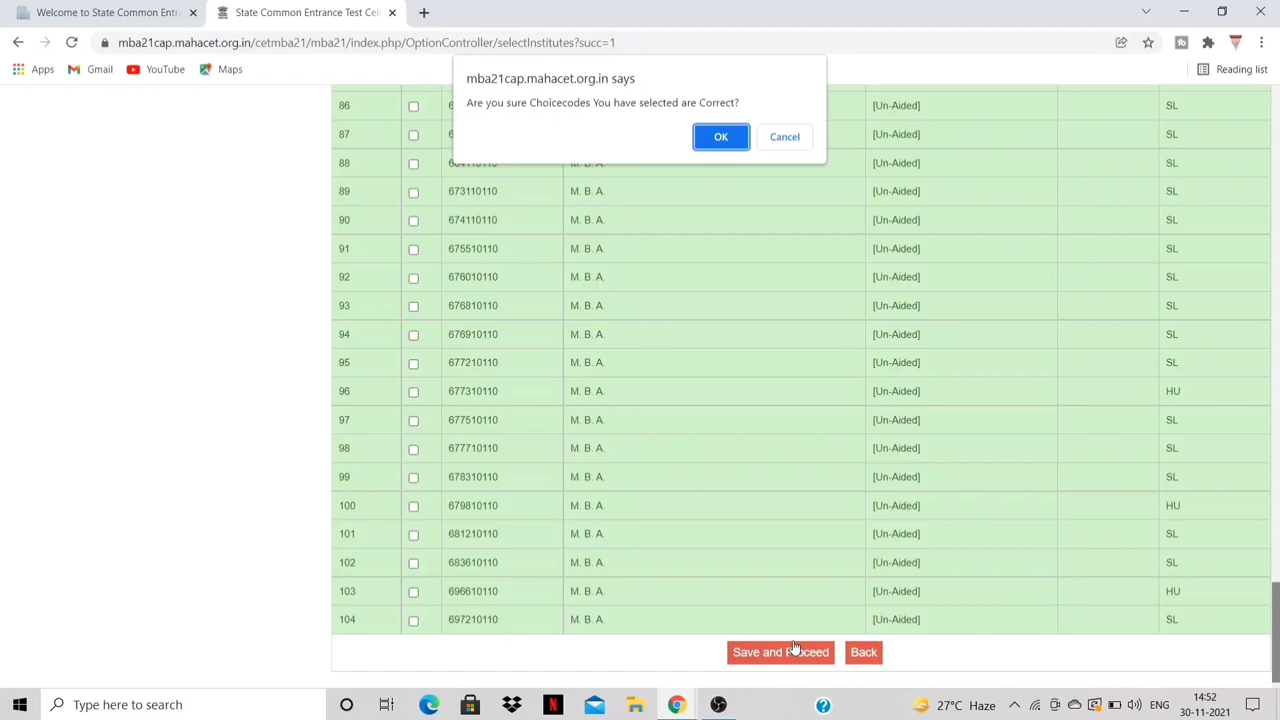 Welcome to State Common Entr
State Common Entrance Test Cell
mba21cap.mahacet.org.in/cetmba21/mba21/index.php/OptionController/selectInstitutes?succ=1
Apps Gmail YouTube Maps Reading list
mba21cap.mahacet.org.in says
Are you sure Choicecodes You have selected are Correct?
OK Cancel
86 [Un-Aided] SL
87 [Un-Aided] SL
88 M. B. A. [Un-Aided] SL
89 673110110 M. B. A. [Un-Aided] SL
90 674110110 M. B. A. [Un-Aided] SL
91 675510110 M. B. A. [Un-Aided] SL
92 676010110 M. B. A. [Un-Aided] SL
93 676810110 M. B. A. [Un-Aided] SL
94 676910110 M. B. A. [Un-Aided] SL
95 677210110 M. B. A. [Un-Aided] SL
96 677310110 M. B. A. [Un-Aided] HU
97 677510110 M. B. A. [Un-Aided] SL
98 677710110 M. B. A. [Un-Aided] SL
99 678310110 M. B. A. [Un-Aided] SL
100 679810110 M. B. A. [Un-Aided] HU
101 681210110 M. B. A. [Un-Aided] SL
102 683610110 M. B. A. [Un-Aided] SL
103 696610110 M. B. A. [Un-Aided] HU
104 697210110 M. B. A. [Un-Aided] SL
Save and Proceed Back
Type here to search
27°C Haze ENG
14:52
30-11-2021